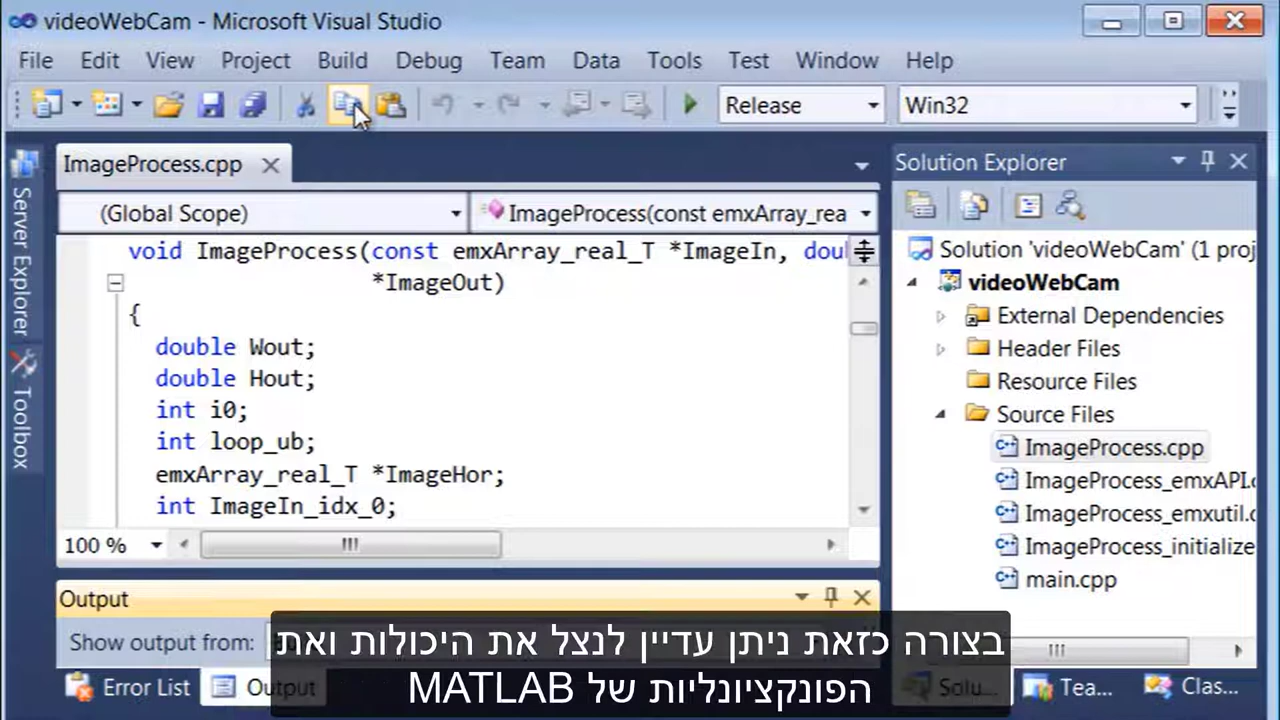 videoWebCam - Microsoft Visual Studio
File Edit View Project Build Debug Team Data Tools Test Window Help
Release Win32
Server Explorer
Toolbox
ImageProcess.cpp
(Global Scope) ImageProcess(const emxArray_rea
void ImageProcess(const emxArray_real_T *ImageIn, doul
*ImageOut)
{
double Wout;
double Hout;
int i0;
int loop_ub;
emxArray_real_T *ImageHor;
int ImageIn_idx_0;
100 %
Solution Explorer
Solution 'videoWebCam' (1 proj
videoWebCam
External Dependencies
Header Files
Resource Files
Source Files
ImageProcess.cpp
ImageProcess_emxAPI.c
ImageProcess_emxutil.c
ImageProcess_initialize
main.cpp
Output
Show output from:
Error List Output
Solu... Tea... Clas...
בצורה כזאת ניתן עדיין לנצל את היכולות ואת
הפונקציונליות של MATLAB